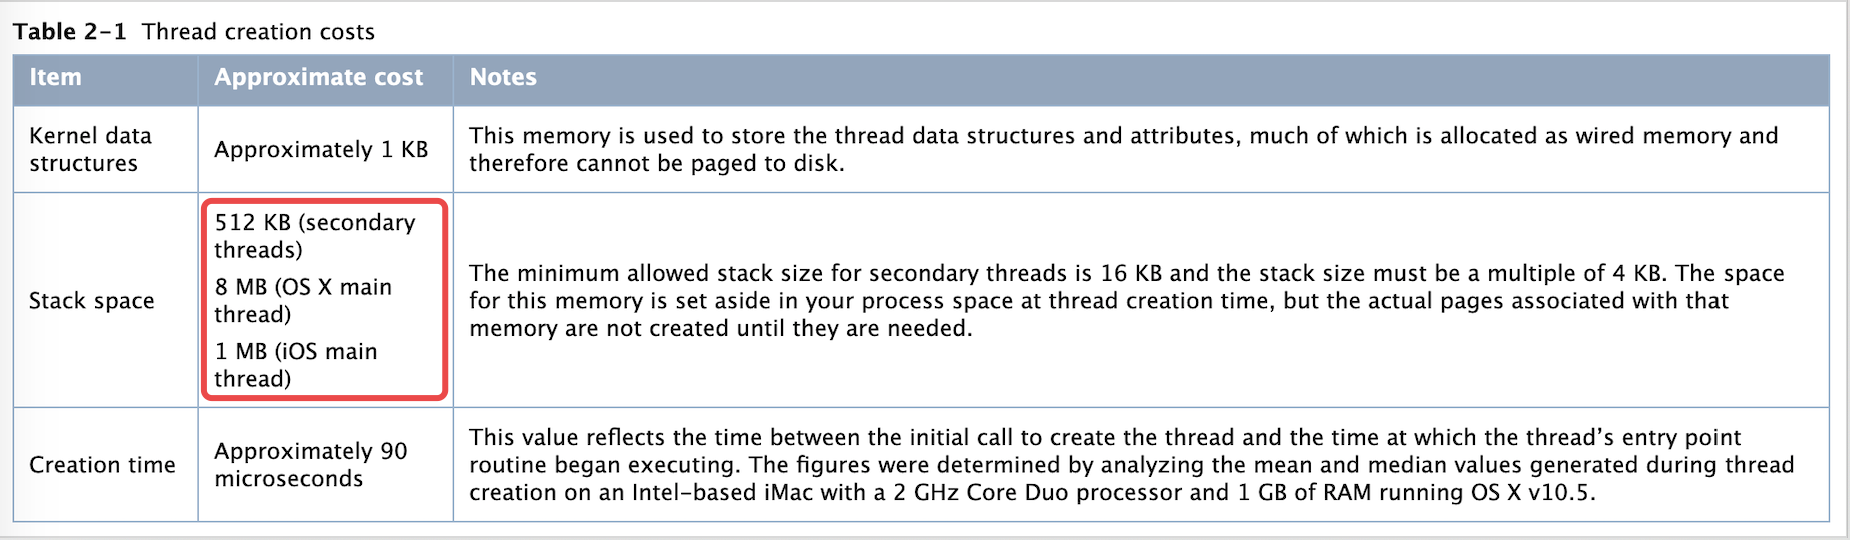 Table 2-1 Thread creation costs
Item Approximate cost Notes
Kernel data
structures
Approximately 1 KB
This memory is used to store the thread data structures and attributes, much of which is allocated as wired memory and
therefore cannot be paged to disk.
Stack space
512 KB (secondary
threads)
8 MB (OS X main
thread)
1 MB (iOS main
thread)
The minimum allowed stack size for secondary threads is 16 KB and the stack size must be a multiple of 4 KB. The space
for this memory is set aside in your process space at thread creation time, but the actual pages associated with that
memory are not created until they are needed.
Creation time
Approximately 90
microseconds
This value reflects the time between the initial call to create the thread and the time at which the thread’s entry point
routine began executing. The figures were determined by analyzing the mean and median values generated during thread
creation on an Intel-based iMac with a 2 GHz Core Duo processor and 1 GB of RAM running OS X v10.5.